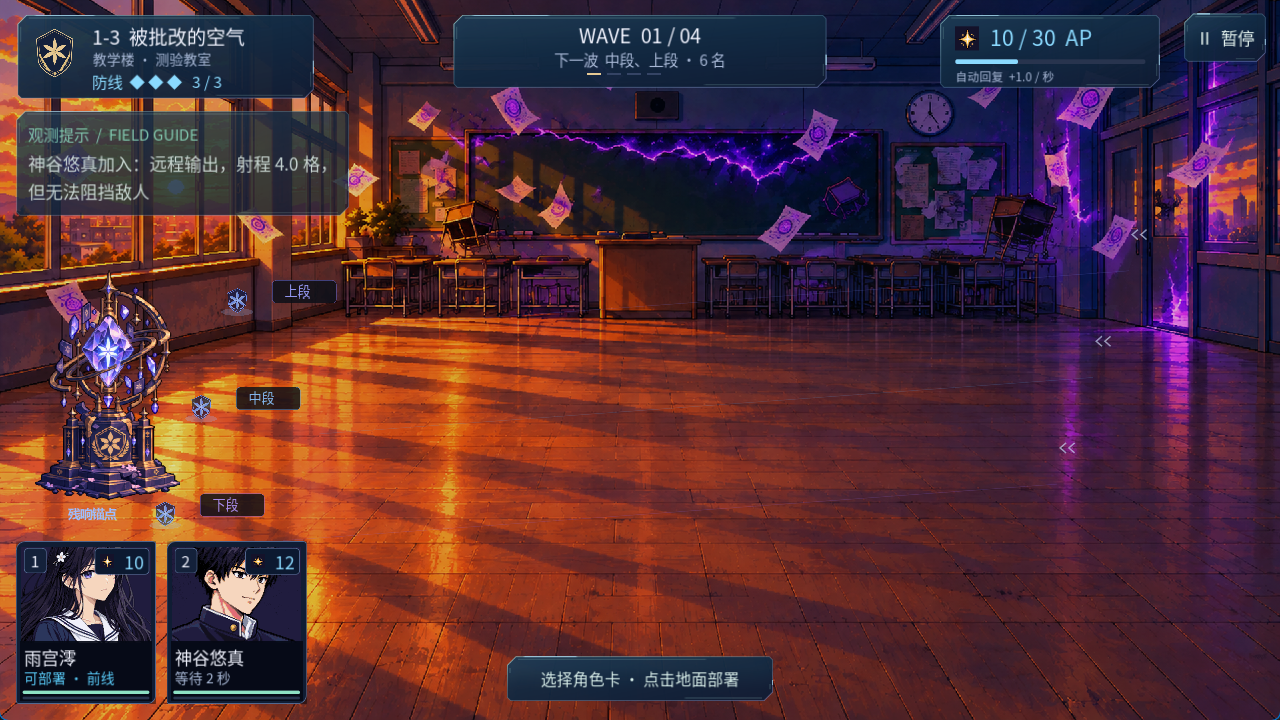 1-3 被批改的空气
教学楼 · 测验教室
防线 3 / 3
WAVE 01 / 04
下一波 中段、上段 · 6 名
10 / 30 AP
自动回复 +1.0 / 秒
暂停
观测提示 / FIELD GUIDE
神谷悠真加入：远程输出，射程 4.0 格，
但无法阻挡敌人
上段
中段
下段
残响锚点
1
10
雨宫澪
可部署 · 前线
2
12
神谷悠真
等待 2 秒
选择角色卡 · 点击地面部署